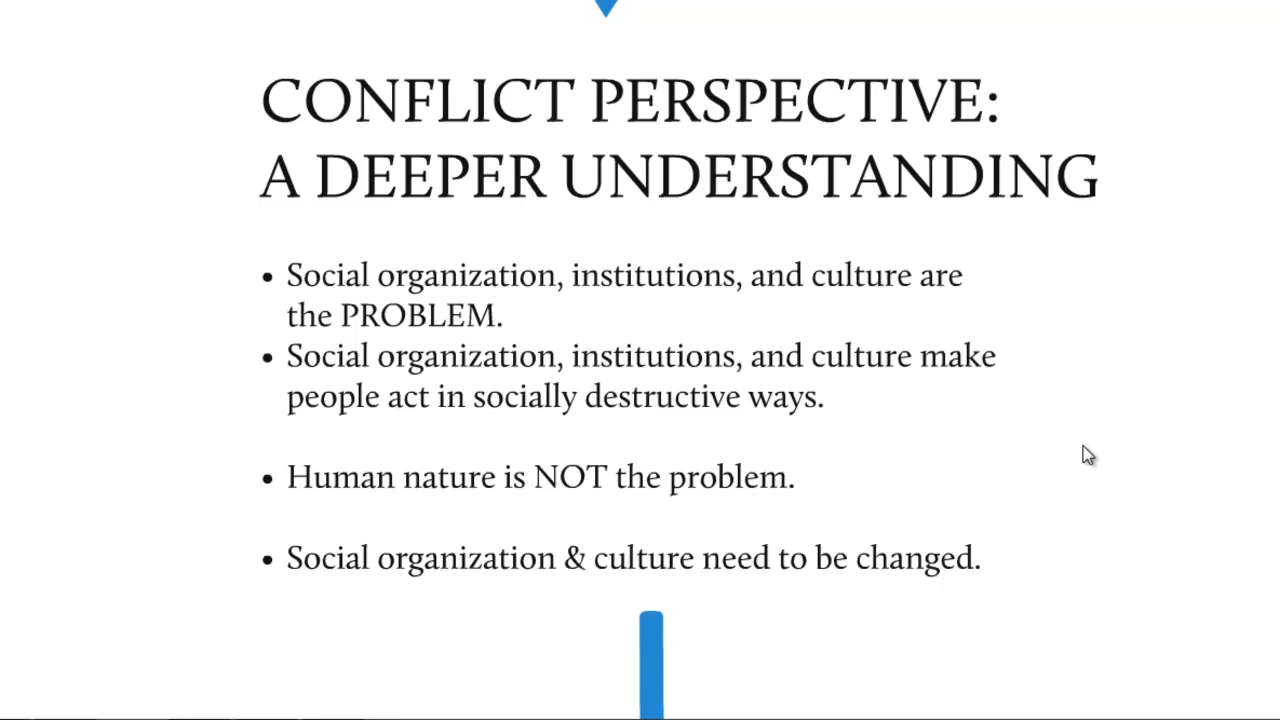 CONFLICT PERSPECTIVE:
A DEEPER UNDERSTANDING
• Social organization, institutions, and culture are
the PROBLEM.
• Social organization, institutions, and culture make
people act in socially destructive ways.
• Human nature is NOT the problem.
• Social organization & culture need to be changed.